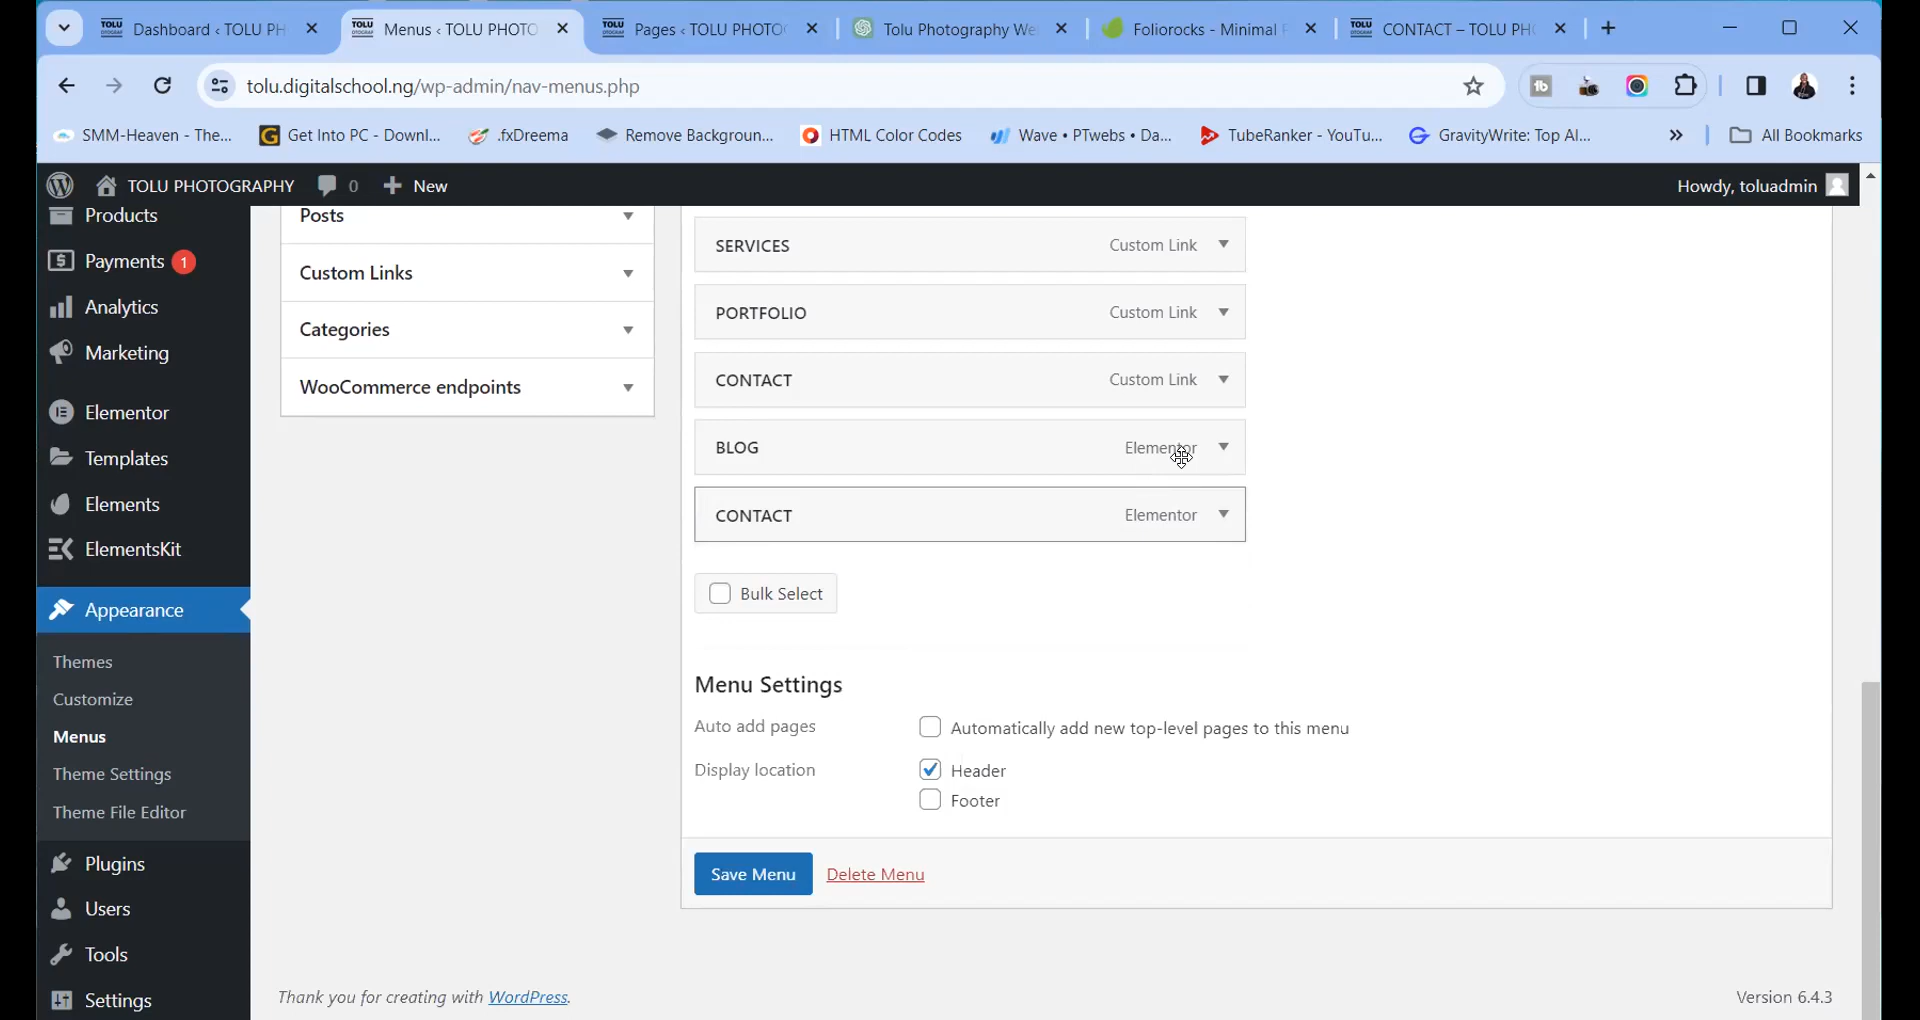 Dashboard ‹ TOLU PH
Menus ‹ TOLU PHOTO
Pages ‹ TOLU PHOTO
Tolu Photography We
Foliorocks - Minimal
CONTACT – TOLU PH
tolu.digitalschool.ng/wp-admin/nav-menus.php
SMM-Heaven - The...
Get Into PC - Downl...
.fxDreema
Remove Backgroun...
HTML Color Codes
Wave • PTwebs • Da...
TubeRanker - YouTu...
GravityWrite: Top AI...
»
All Bookmarks
TOLU PHOTOGRAPHY
0
+ New
Howdy, toluadmin
Products
Payments 1
Analytics
Marketing
Elementor
Templates
Elements
ElementsKit
Appearance
Themes
Customize
Menus
Theme Settings
Theme File Editor
Plugins
Users
Tools
Settings
Posts
Custom Links
Categories
WooCommerce endpoints
SERVICES Custom Link
PORTFOLIO Custom Link
CONTACT Custom Link
BLOG Elementor
CONTACT Elementor
Bulk Select
Menu Settings
Auto add pages
Automatically add new top-level pages to this menu
Display location
Header
Footer
Save Menu Delete Menu
Thank you for creating with WordPress.
Version 6.4.3